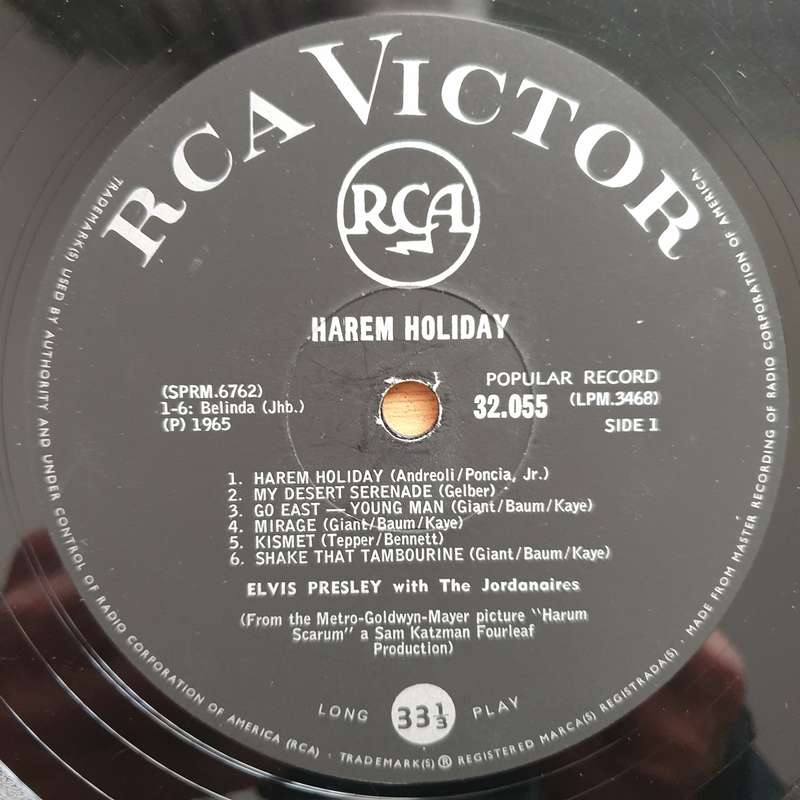 RCA VICTOR
RCA
HAREM HOLIDAY
(SPRM.6762)
1-6: Belinda (Jhb.)
(P) 1965
POPULAR RECORD
32.055 (LPM.3468)
SIDE 1
1. HAREM HOLIDAY (Andreoli/Poncia, Jr.)
2. MY DESERT SERENADE (Gelber)
3. GO EAST — YOUNG MAN (Giant/Baum/Kaye)
4. MIRAGE (Giant/Baum/Kaye)
5. KISMET (Tepper/Bennett)
6. SHAKE THAT TAMBOURINE (Giant/Baum/Kaye)
ELVIS PRESLEY with The Jordanaires
(From the Metro-Goldwyn-Mayer picture "Harum
Scarum" a Sam Katzman Fourleaf
Production)
LONG 33⅓ PLAY
TRADEMARK(S) USED BY AUTHORITY AND UNDER CONTROL OF RADIO CORPORATION OF AMERICA (RCA) · TRADEMARK(S) ® REGISTERED MARCA(S) REGISTRADA(S) · MADE FROM MASTER RECORDING OF RADIO CORPORATION OF AMERICA.